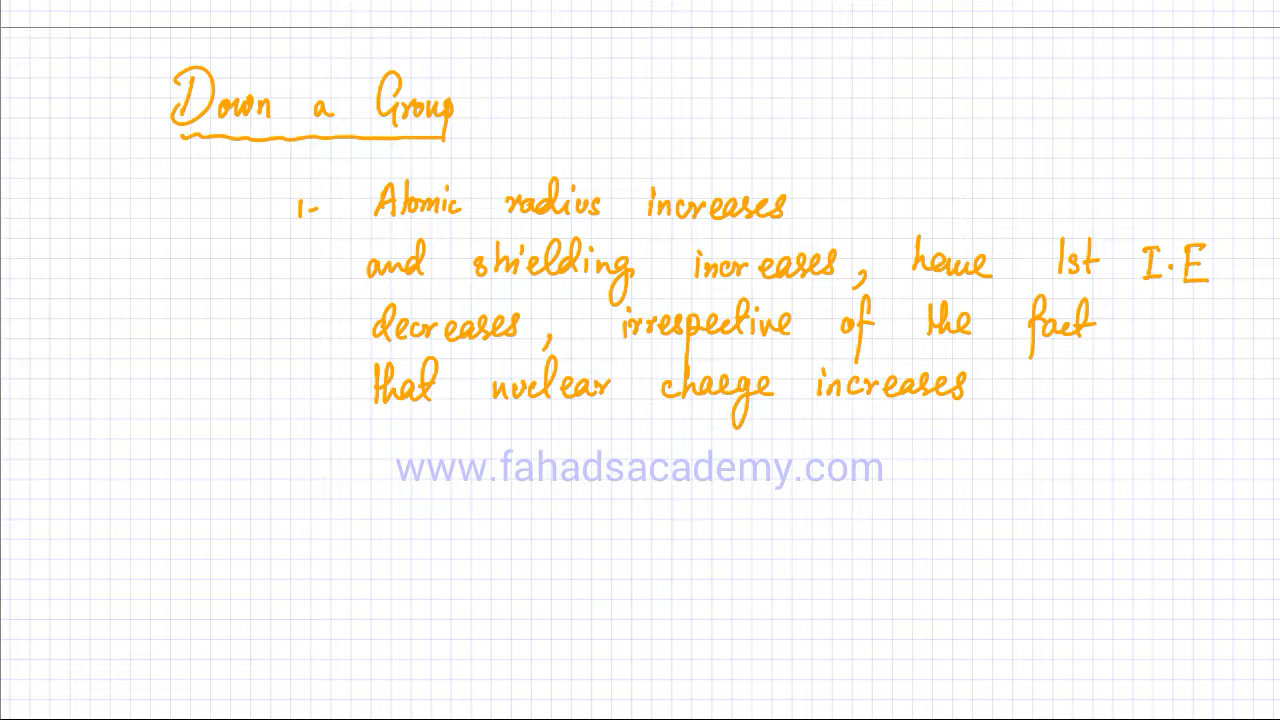 Down a Group
1- Atomic radius increases
and shielding increases, hence 1st I.E
decreases, irrespective of the fact
that nuclear charge increases
www.fahadsacademy.com